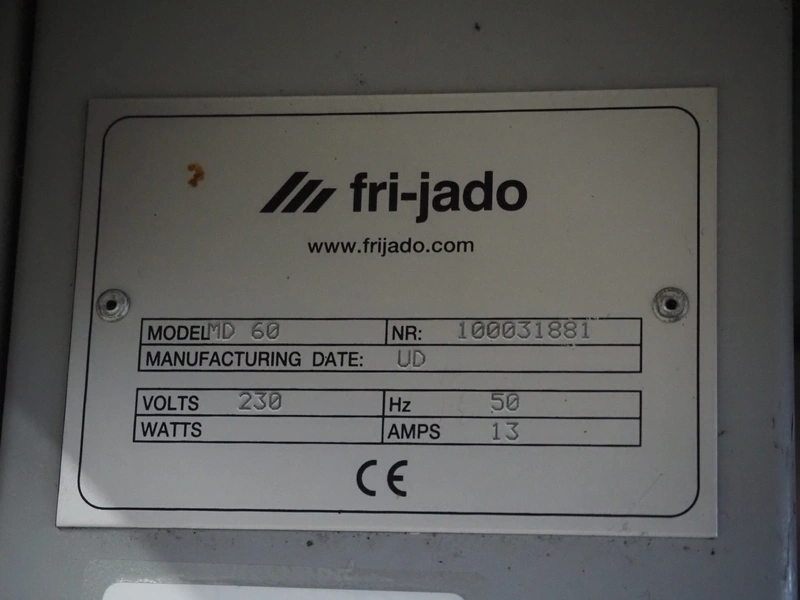 fri-jado
www.frijado.com
MODEL MD 60 NR: 100031881
MANUFACTURING DATE: UD
VOLTS 230 Hz 50
WATTS AMPS 13
CE